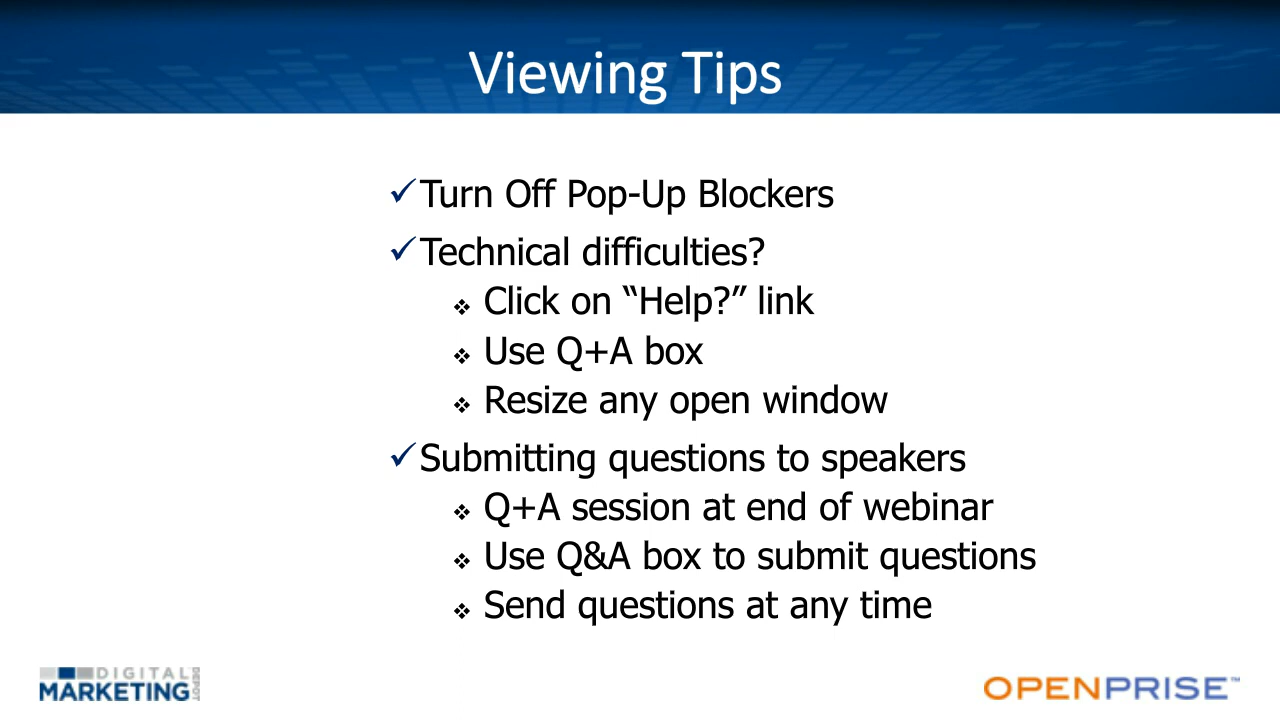 Viewing Tips
✓Turn Off Pop-Up Blockers
✓Technical difficulties?
❖ Click on “Help?” link
❖ Use Q+A box
❖ Resize any open window
✓Submitting questions to speakers
❖ Q+A session at end of webinar
❖ Use Q&A box to submit questions
❖ Send questions at any time
DIGITAL
MARKETING
DEPOT
OPENPRISE™